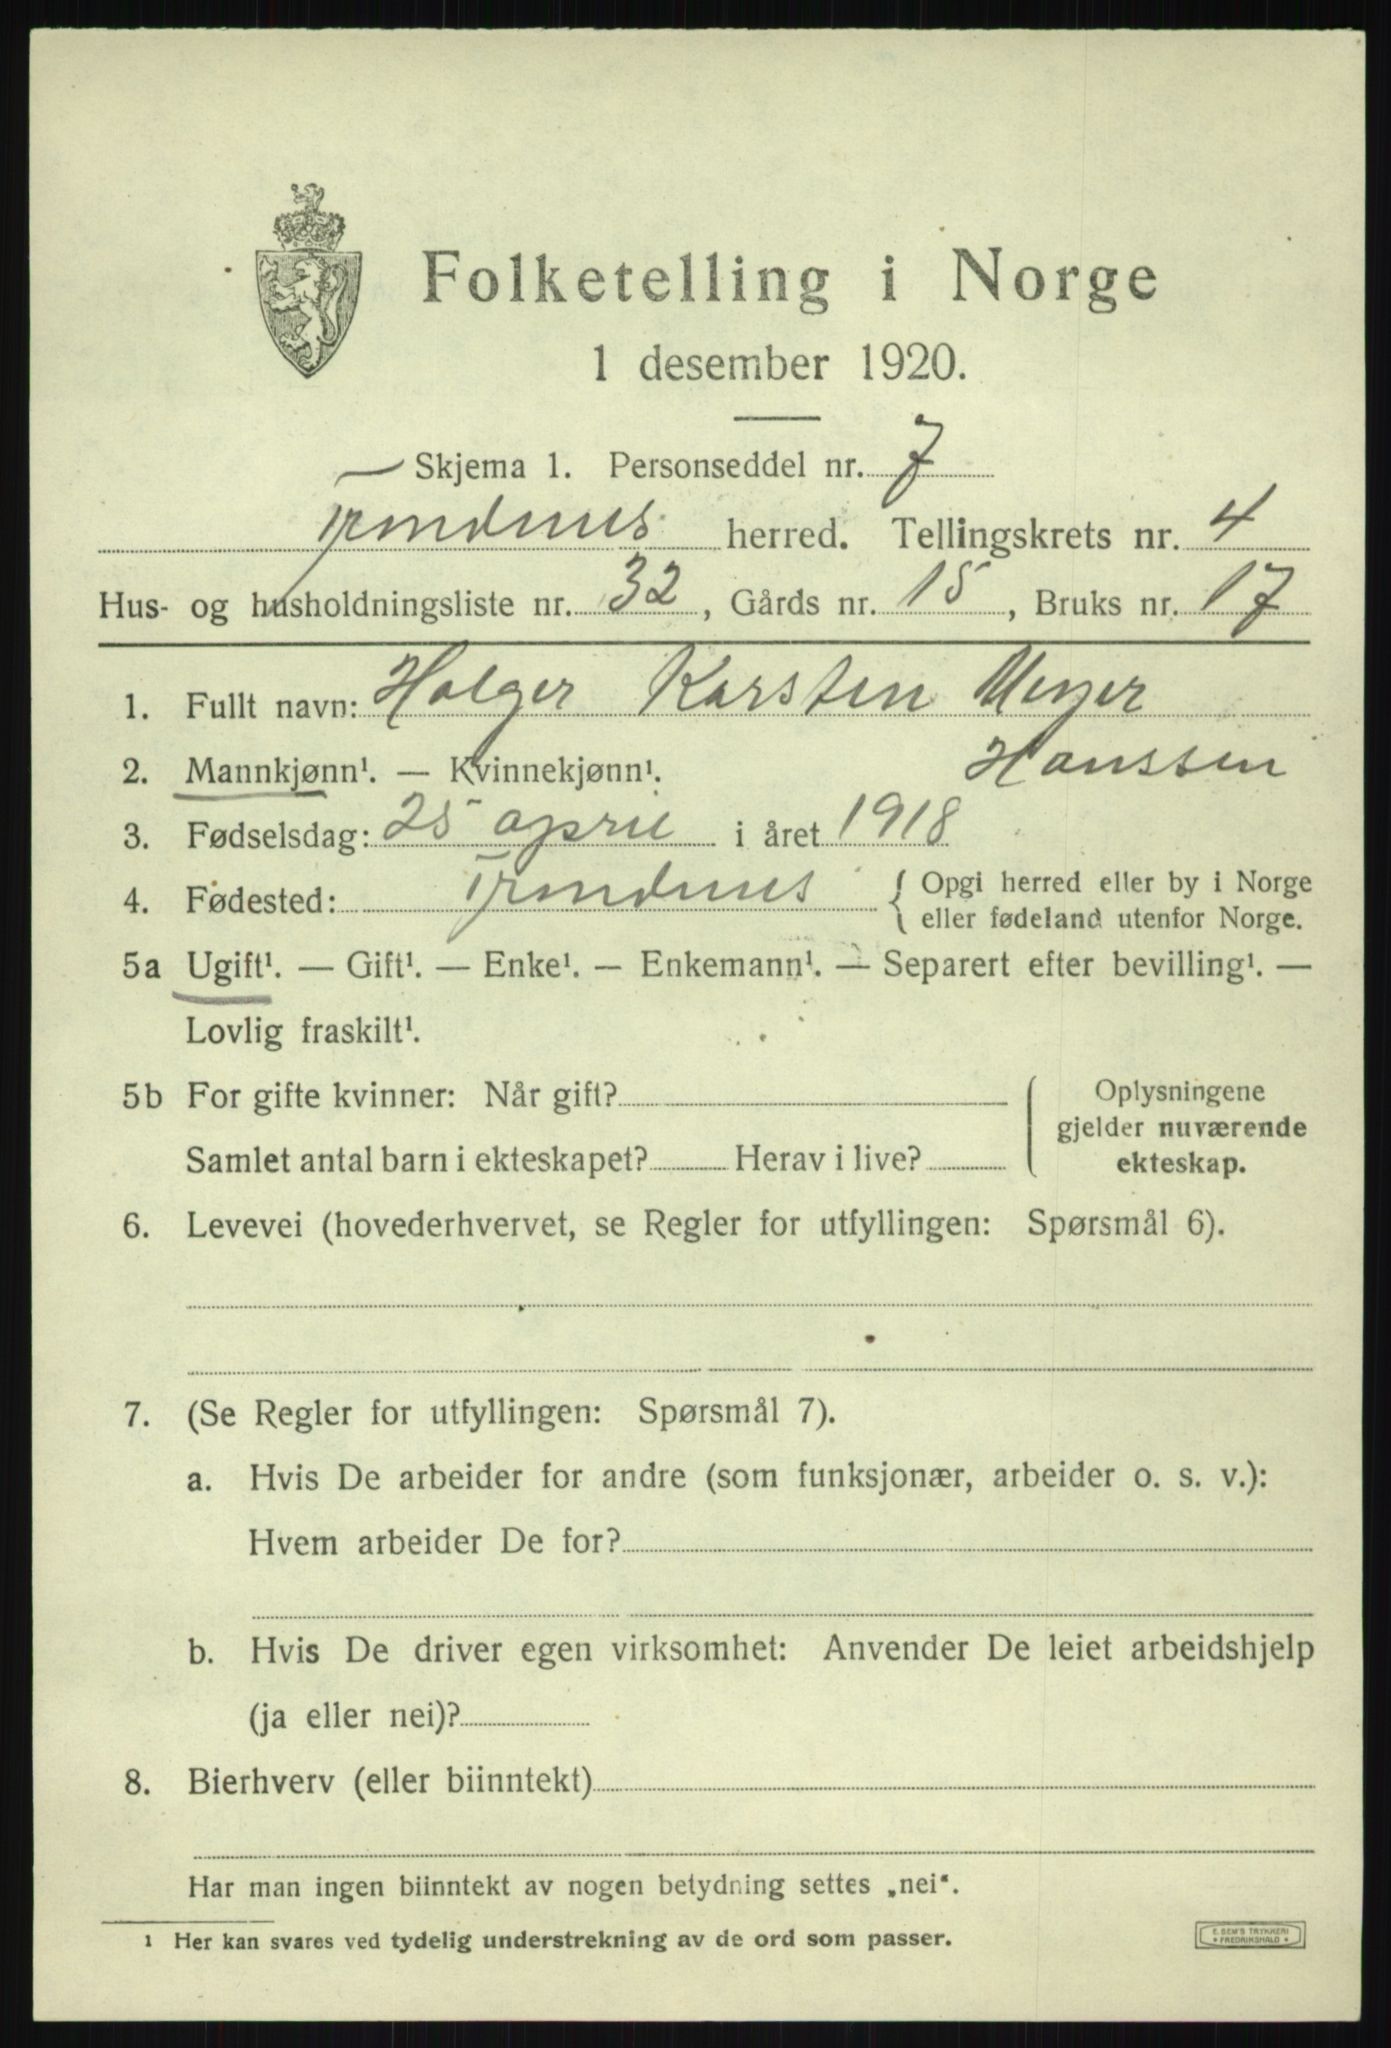 Folketelling i Norge
1 desember 1920.
Skjema 1. Personseddel nr. 7
Trondenes herred. Tellingskrets nr. 4
Hus- og husholdningsliste nr. 32, Gårds nr. 15, Bruks nr. 17
1. Fullt navn: Holger Karsten Meyer
Hanssen
2. Mannkjønn¹. — Kvinnekjønn¹.
3. Fødselsdag: 25 april i året 1918
4. Fødested: Trondenes { Opgi herred eller by i Norge
eller fødeland utenfor Norge.
5a Ugift¹. — Gift¹. — Enke¹. — Enkemann¹. — Separert efter bevilling¹. —
Lovlig fraskilt¹.
5b For gifte kvinner: Når gift?
Samlet antal barn i ekteskapet? Herav i live?
Oplysningene
gjelder nuværende
ekteskap.
6. Levevei (hovederhvervet, se Regler for utfyllingen: Spørsmål 6).
7. (Se Regler for utfyllingen: Spørsmål 7).
a. Hvis De arbeider for andre (som funksjonær, arbeider o. s. v.):
Hvem arbeider De for?
b. Hvis De driver egen virksomhet: Anvender De leiet arbeidshjelp
(ja eller nei)?
8. Bierhverv (eller biinntekt)
Har man ingen biinntekt av nogen betydning settes „nei“.
¹ Her kan svares ved tydelig understrekning av de ord som passer.
E. SEM'S TRYKKERI
FREDRIKSHALD